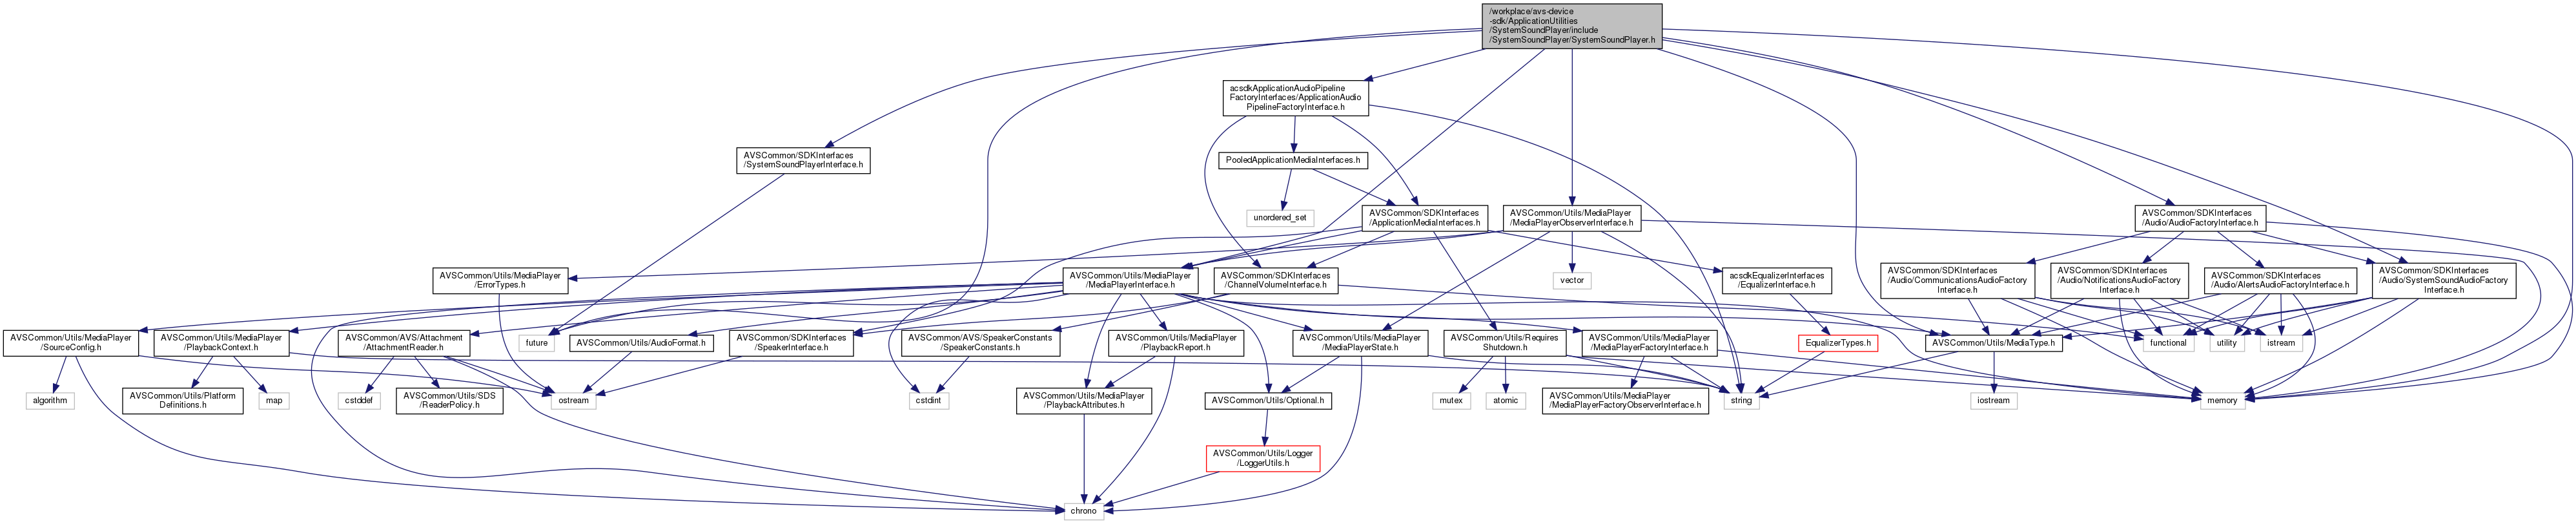 /workplace/avs-device
-sdk/ApplicationUtilities
/SystemSoundPlayer/include
/SystemSoundPlayer/SystemSoundPlayer.h
acsdkApplicationAudioPipeline
FactoryInterfaces/ApplicationAudio
PipelineFactoryInterface.h
AVSCommon/SDKInterfaces
/SystemSoundPlayerInterface.h
PooledApplicationMediaInterfaces.h
unordered_set
AVSCommon/SDKInterfaces
/ApplicationMediaInterfaces.h
AVSCommon/Utils/MediaPlayer
/MediaPlayerObserverInterface.h
AVSCommon/SDKInterfaces
/Audio/AudioFactoryInterface.h
AVSCommon/Utils/MediaPlayer
/ErrorTypes.h
AVSCommon/Utils/MediaPlayer
/MediaPlayerInterface.h
AVSCommon/SDKInterfaces
/ChannelVolumeInterface.h
vector
acsdkEqualizerInterfaces
/EqualizerInterface.h
AVSCommon/SDKInterfaces
/Audio/CommunicationsAudioFactory
Interface.h
AVSCommon/SDKInterfaces
/Audio/NotificationsAudioFactory
Interface.h
AVSCommon/SDKInterfaces
/Audio/AlertsAudioFactoryInterface.h
AVSCommon/SDKInterfaces
/Audio/SystemSoundAudioFactory
Interface.h
AVSCommon/Utils/MediaPlayer
/SourceConfig.h
AVSCommon/Utils/MediaPlayer
/PlaybackContext.h
AVSCommon/AVS/Attachment
/AttachmentReader.h
future
AVSCommon/Utils/AudioFormat.h
AVSCommon/SDKInterfaces
/SpeakerInterface.h
AVSCommon/AVS/SpeakerConstants
/SpeakerConstants.h
AVSCommon/Utils/MediaPlayer
/PlaybackReport.h
AVSCommon/Utils/MediaPlayer
/MediaPlayerState.h
AVSCommon/Utils/Requires
Shutdown.h
AVSCommon/Utils/MediaPlayer
/MediaPlayerFactoryInterface.h
EqualizerTypes.h
AVSCommon/Utils/MediaType.h
functional
utility
istream
algorithm
AVSCommon/Utils/Platform
Definitions.h
map
cstddef
AVSCommon/Utils/SDS
/ReaderPolicy.h
ostream
cstdint
AVSCommon/Utils/MediaPlayer
/PlaybackAttributes.h
AVSCommon/Utils/Optional.h
mutex
atomic
AVSCommon/Utils/MediaPlayer
/MediaPlayerFactoryObserverInterface.h
string
iostream
memory
AVSCommon/Utils/Logger
/LoggerUtils.h
chrono